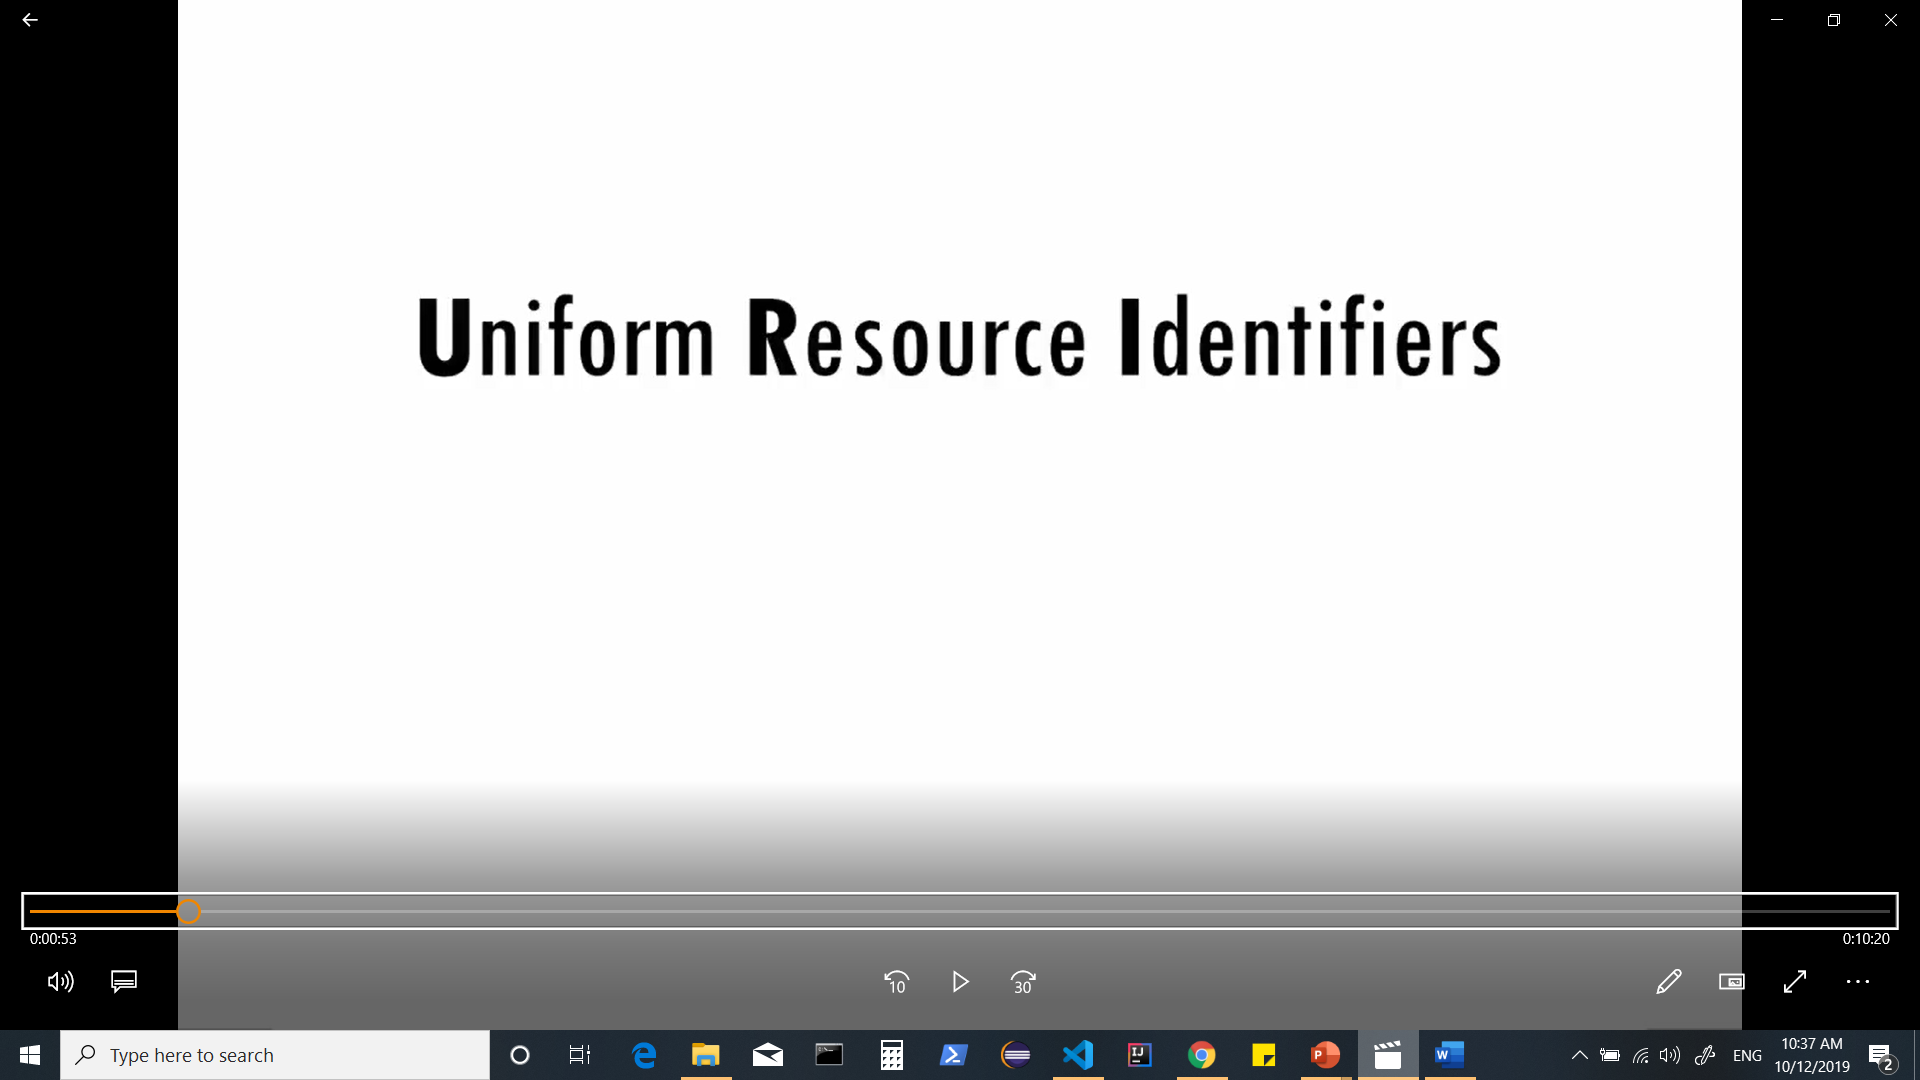 Uniform Resource Identifiers
0:00:53
0:10:20
10
30
Type here to search
IJ
P
W
ENG
10:37 AM
10/12/2019
2